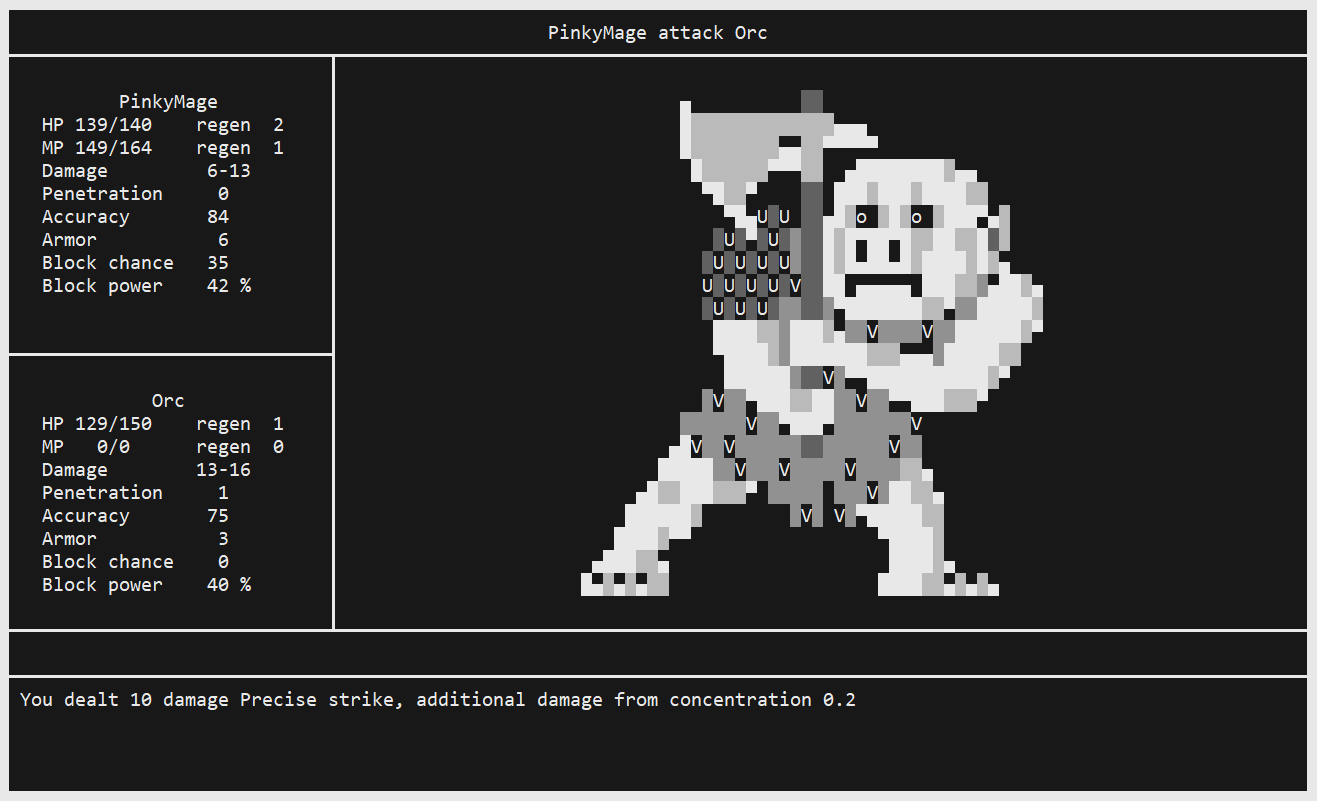 PinkyMage attack Orc
PinkyMage
HP 139/140 regen 2
MP 149/164 regen 1
Damage 6-13
Penetration 0
Accuracy 84
Armor 6
Block chance 35
Block power 42 %
Orc
HP 129/150 regen 1
MP 0/0 regen 0
Damage 13-16
Penetration 1
Accuracy 75
Armor 3
Block chance 0
Block power 40 %
U U o o
U U
U U U U
U U U U V
U U U
V V
V
V V
V V
V V V
V V V
V
V V
You dealt 10 damage Precise strike, additional damage from concentration 0.2